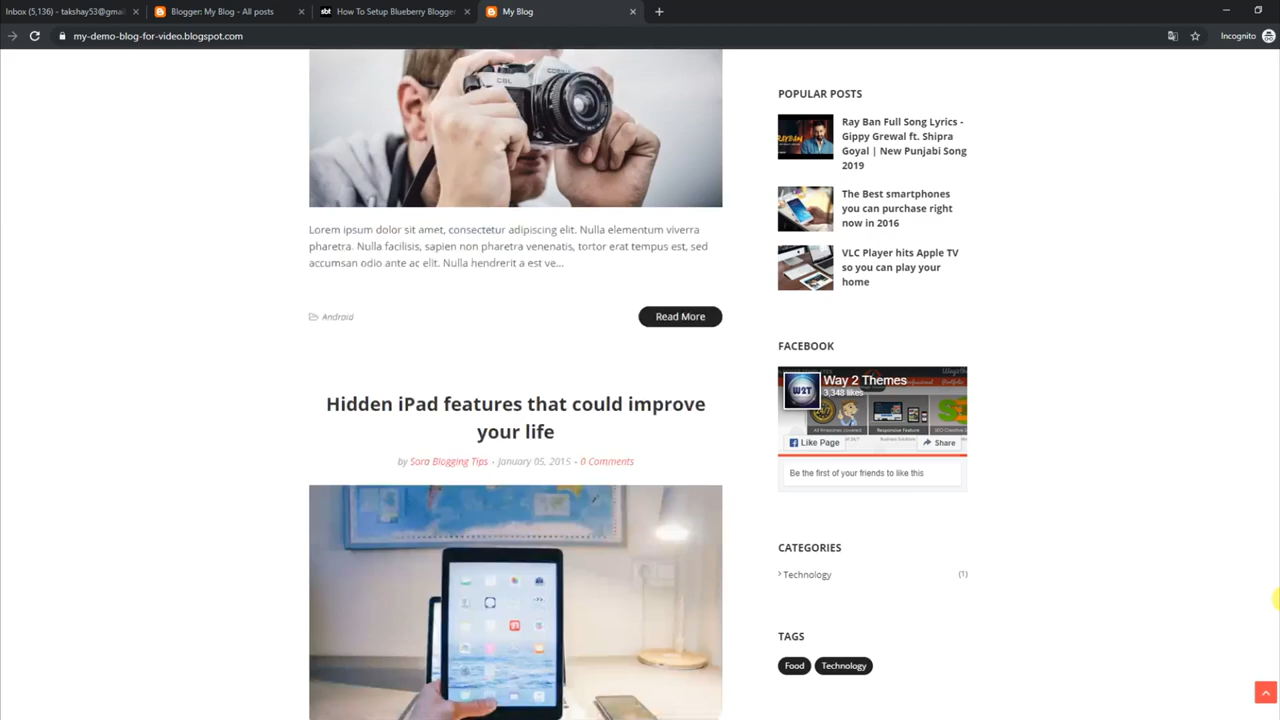 Inbox (5,136) - takshay53@gmai
Blogger: My Blog - All posts
sbt
How To Setup Blueberry Blogger
My Blog
my-demo-blog-for-video.blogspot.com
Incognito
CANON
Lorem ipsum dolor sit amet, consectetur adipiscing elit. Nulla elementum viverra
pharetra. Nulla facilisis, sapien non pharetra venenatis, tortor erat tempus est, sed
accumsan odio ante ac elit. Nulla hendrerit a est ve...
Android
Read More
Hidden iPad features that could improve
your life
by Sora Blogging Tips - January 05, 2015 - 0 Comments
POPULAR POSTS
Ray Ban Full Song Lyrics -
Gippy Grewal ft. Shipra
Goyal | New Punjabi Song
2019
The Best smartphones
you can purchase right
now in 2016
VLC Player hits Apple TV
so you can play your
home
FACEBOOK
W2T
Way 2 Themes
3,348 likes
Like Page
Share
Be the first of your friends to like this
CATEGORIES
Technology
(1)
TAGS
Food
Technology